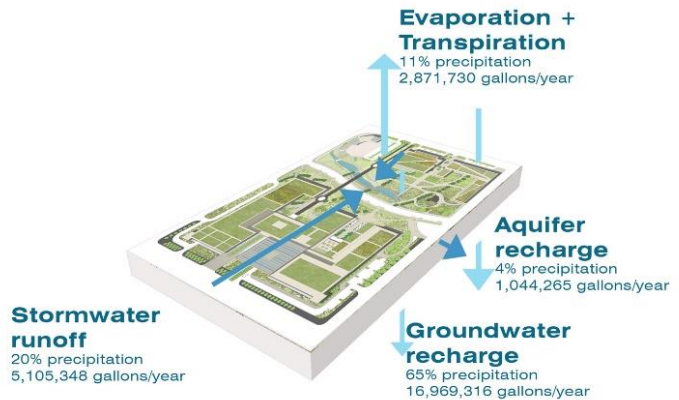 Evaporation +
Transpiration
11% precipitation
2,871,730 gallons/year
Aquifer
recharge
4% precipitation
1,044,265 gallons/year
Stormwater
runoff
20% precipitation
5,105,348 gallons/year
Groundwater
recharge
65% precipitation
16,969,316 gallons/year